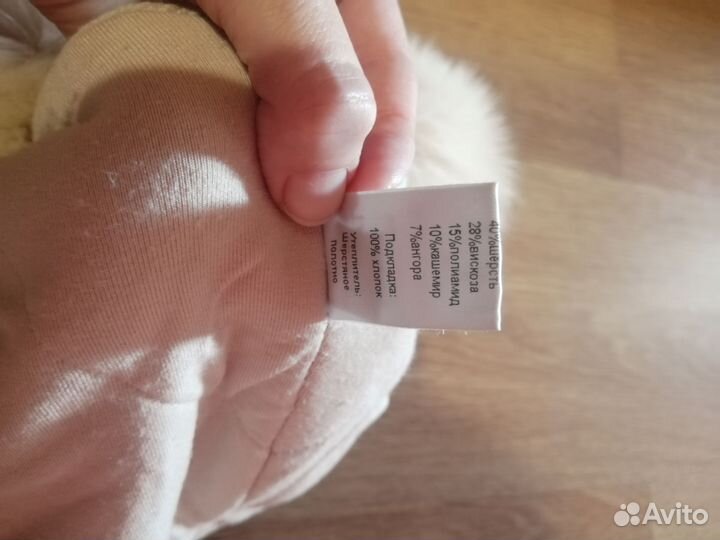 40%шерсть
28%вискоза
15%полиамид
10%кашемир
7%ангора
Подкладка:
100% хлопок
Утеплитель:
Шерстяное
полотно
Avito